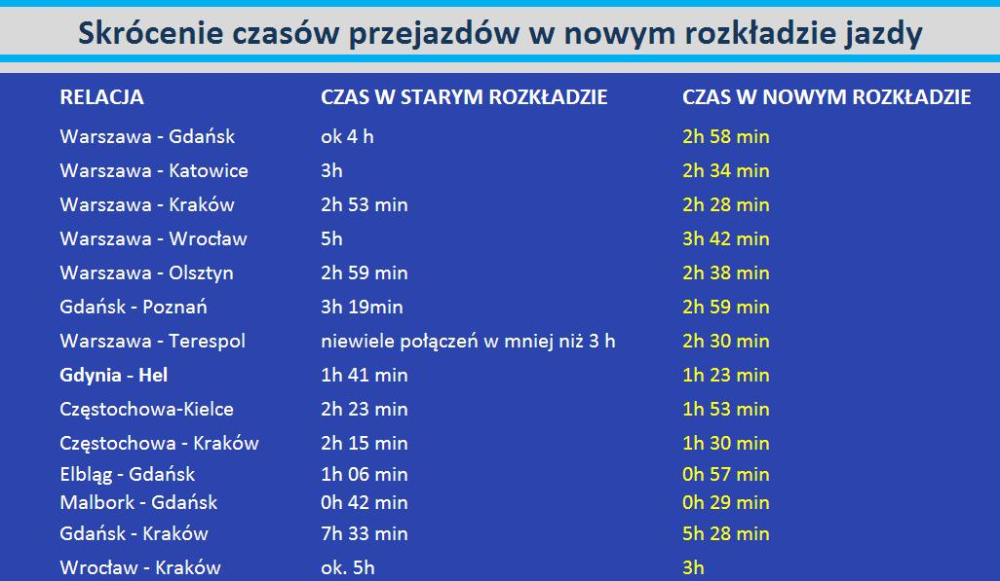 Skrócenie czasów przejazdów w nowym rozkładzie jazdy
RELACJA CZAS W STARYM ROZKŁADZIE CZAS W NOWYM ROZKŁADZIE
Warszawa - Gdańsk ok 4 h 2h 58 min
Warszawa - Katowice 3h 2h 34 min
Warszawa - Kraków 2h 53 min 2h 28 min
Warszawa - Wrocław 5h 3h 42 min
Warszawa - Olsztyn 2h 59 min 2h 38 min
Gdańsk - Poznań 3h 19min 2h 59 min
Warszawa - Terespol niewiele połączeń w mniej niż 3 h 2h 30 min
Gdynia - Hel 1h 41 min 1h 23 min
Częstochowa-Kielce 2h 23 min 1h 53 min
Częstochowa - Kraków 2h 15 min 1h 30 min
Elbląg - Gdańsk 1h 06 min 0h 57 min
Malbork - Gdańsk 0h 42 min 0h 29 min
Gdańsk - Kraków 7h 33 min 5h 28 min
Wrocław - Kraków ok. 5h 3h